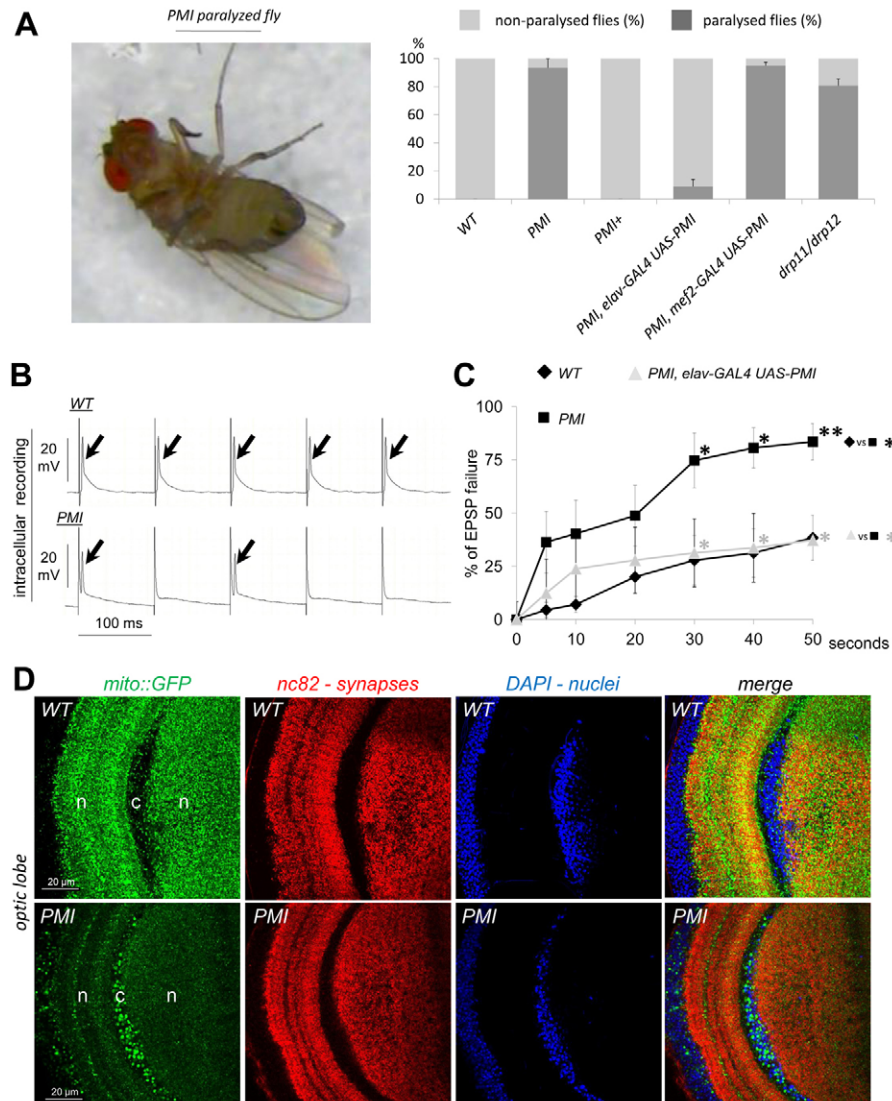 A
PMI paralyzed fly
non-paralysed flies (%)
paralysed flies (%)
%
100
80
60
40
20
0
WT
PMI
PMI+
PMI, elav-GAL4 UAS-PMI
PMI, mef2-GAL4 UAS-PMI
drp11/drp12
B
intracellular recording
WT
20
mV
PMI
20
mV
100 ms
C
WT
PMI, elav-GAL4 UAS-PMI
PMI
% of EPSP failure
100
75
50
25
0
* * **
vs *
* * *
vs *
0 10 20 30 40 50 seconds
D
mito::GFP
nc82 - synapses
DAPI - nuclei
merge
optic lobe
WT
WT
WT
WT
n c n
20 µm
PMI
PMI
PMI
PMI
n c n
20 µm